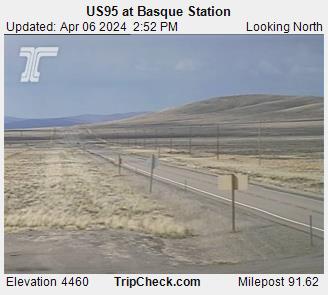 US95 at Basque Station
Updated: Apr 06 2024 2:52 PM Looking North
Elevation 4460 TripCheck.com Milepost 91.62